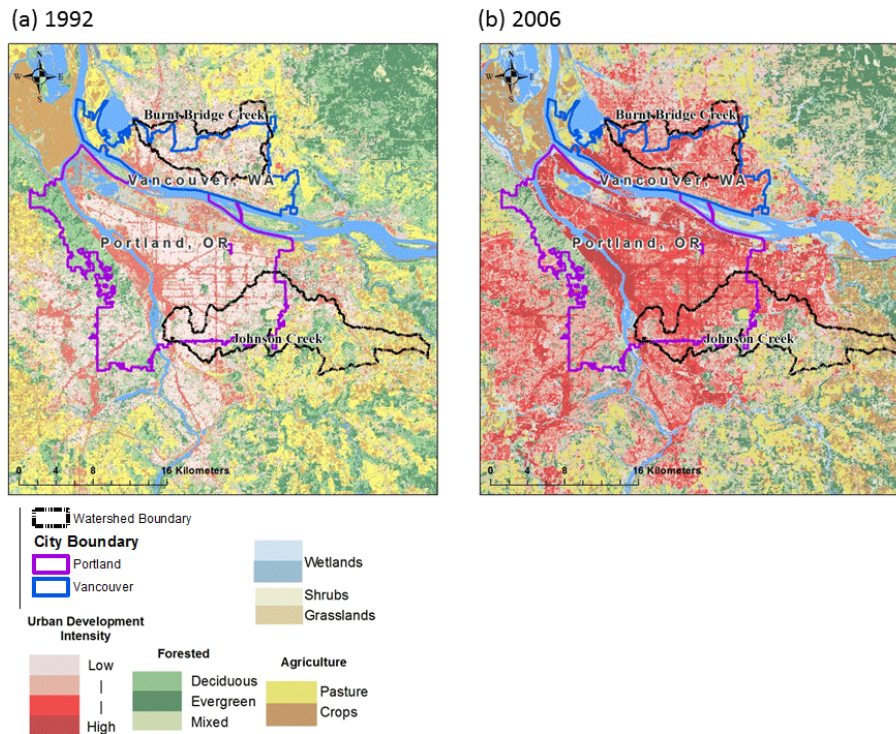 (a) 1992
(b) 2006
N
W E
S
Burnt Bridge Creek
Vancouver, WA
Portland, OR
Johnson Creek
0 4 8 16 Kilometers
N
W E
S
Burnt Bridge Creek
Vancouver, WA
Portland, OR
Johnson Creek
0 4 8 16 Kilometers
Watershed Boundary
City Boundary
Portland
Vancouver
Wetlands
Shrubs
Grasslands
Urban Development
Intensity
Low
High
Forested
Deciduous
Evergreen
Mixed
Agriculture
Pasture
Crops